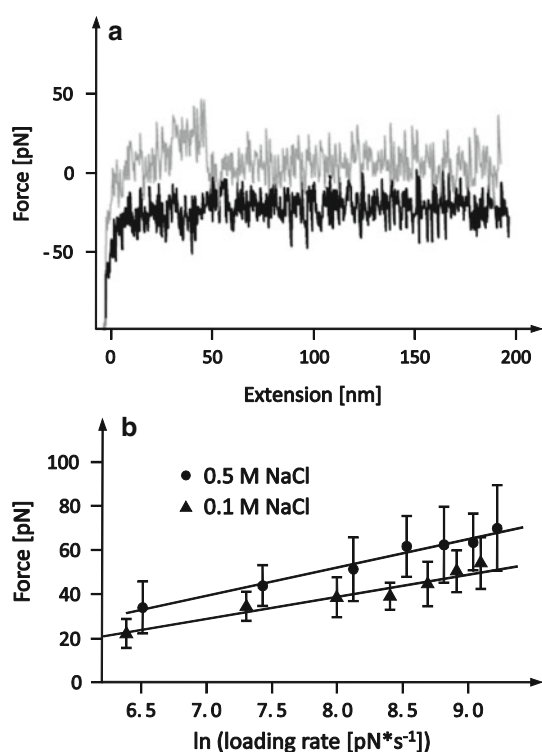 a
Force [pN]
50
0
-50
0 50 100 150 200
Extension [nm]
b
Force [pN]
100
80
60
40
20
0
0.5 M NaCl
0.1 M NaCl
6.5 7.0 7.5 8.0 8.5 9.0
ln (loading rate [pN*s⁻¹])